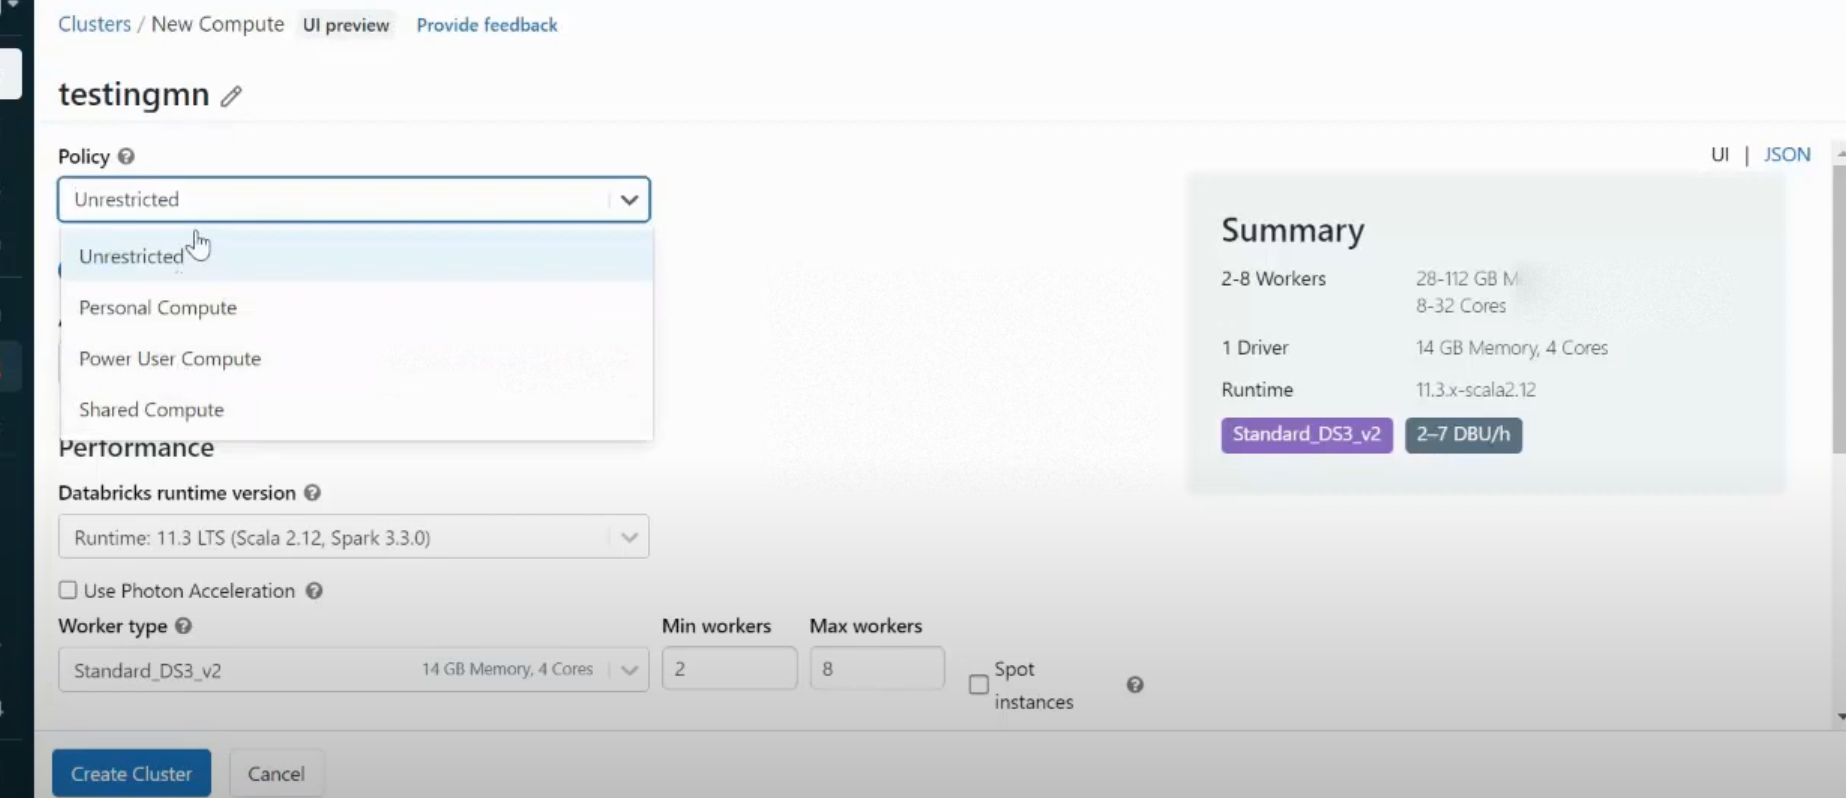 Clusters / New Compute UI preview Provide feedback
testingmn
Policy
UI | JSON
Unrestricted
Unrestricted
Personal Compute
Power User Compute
Shared Compute
Summary
2-8 Workers 28-112 GB
8-32 Cores
1 Driver 14 GB Memory, 4 Cores
Runtime 11.3.x-scala2.12
Standard_DS3_v2 2–7 DBU/h
Performance
Databricks runtime version
Runtime: 11.3 LTS (Scala 2.12, Spark 3.3.0)
Use Photon Acceleration
Worker type Min workers Max workers
Standard_DS3_v2 14 GB Memory, 4 Cores 2 8 Spot
instances
Create Cluster Cancel